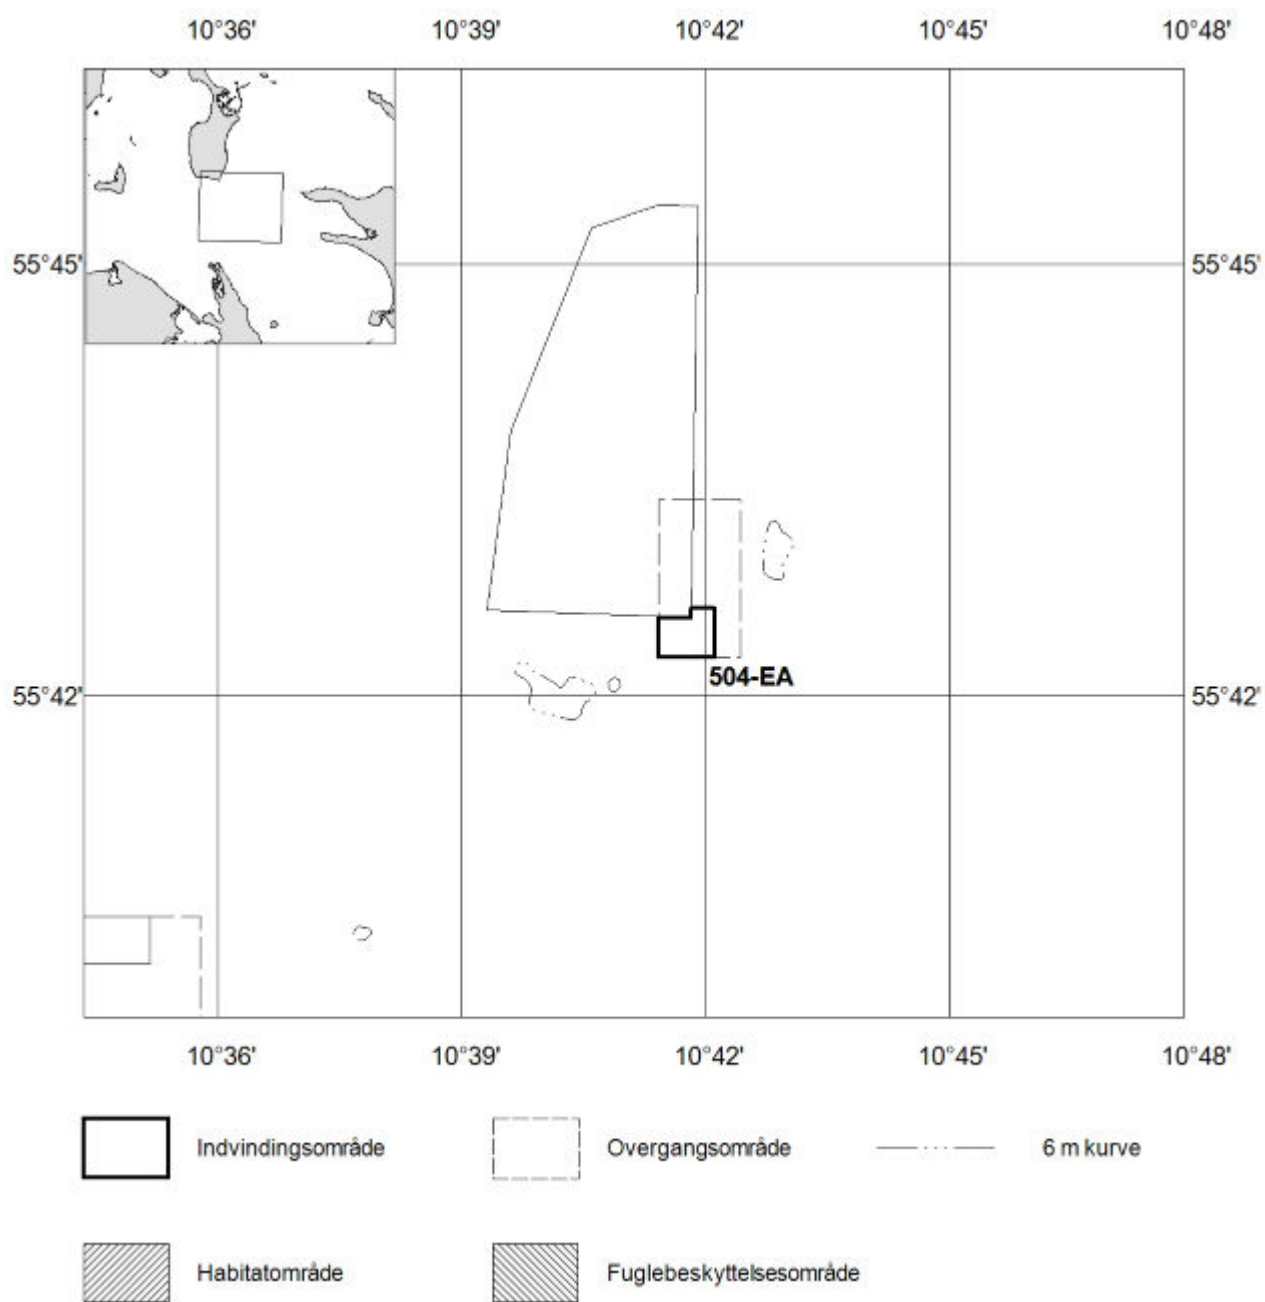 10°36' 10°39' 10°42' 10°45' 10°48'
55°45' 55°45'
504-EA
55°42' 55°42'
10°36' 10°39' 10°42' 10°45' 10°48'
Indvindingsområde Overgangsområde 6 m kurve
Habitatområde Fuglebeskyttelsesområde